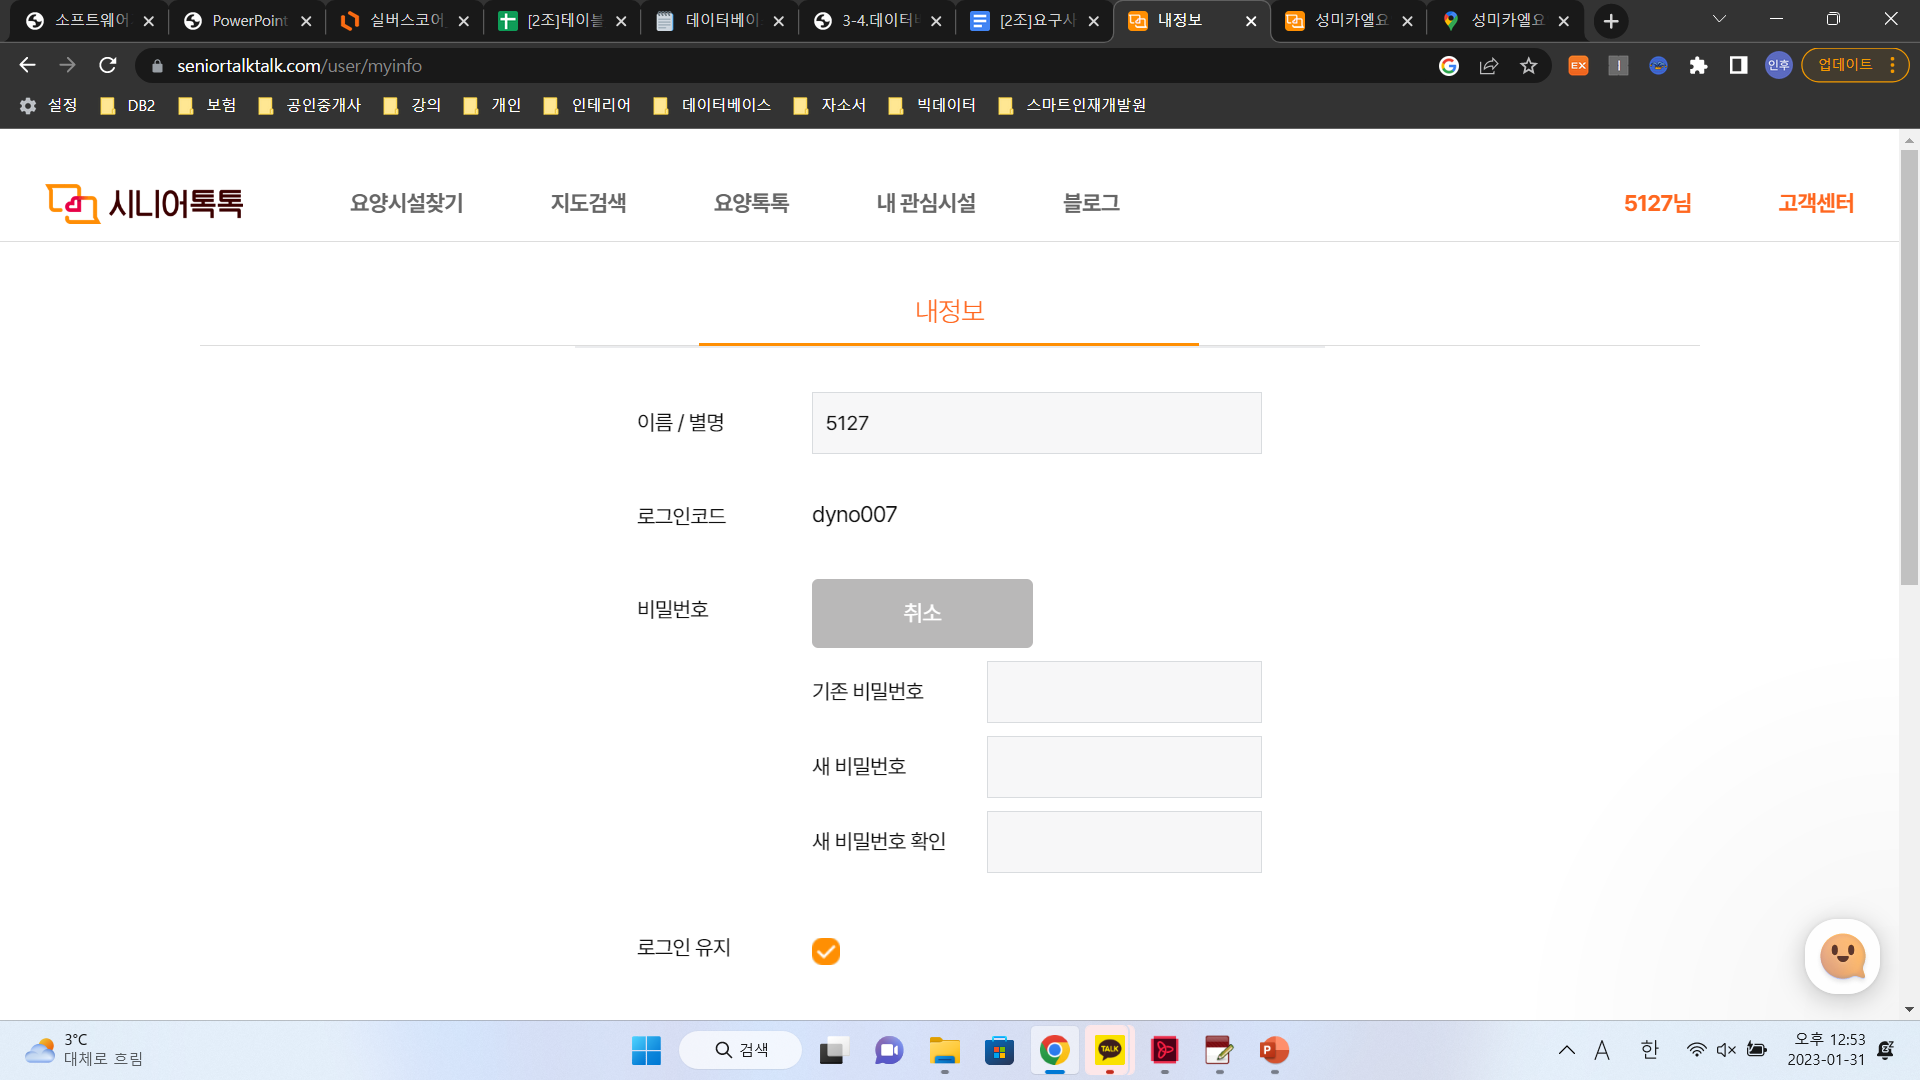 소프트웨어
PowerPoint
실버스코어
[2조]테이블
데이터베이
3-4.데이터
[2조]요구사
내정보
성미카엘요
성미카엘요
seniortalktalk.com/user/myinfo
EX
인후
업데이트
설정
DB2
보험
공인중개사
강의
개인
인테리어
데이터베이스
자소서
빅데이터
스마트인재개발원
시니어톡톡
요양시설찾기
지도검색
요양톡톡
내 관심시설
블로그
5127님
고객센터
내정보
이름 / 별명
5127
로그인코드
dyno007
비밀번호
취소
기존 비밀번호
새 비밀번호
새 비밀번호 확인
로그인 유지
3°C
대체로 흐림
검색
TALK
A
한
오후 12:53
2023-01-31